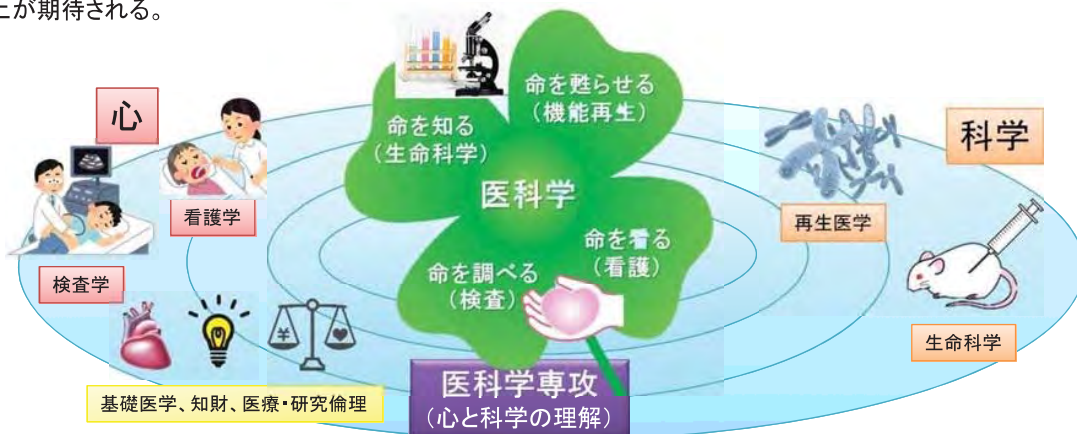 上が期待される。
心
科学
命を知る
（生命科学）
命を甦らせる
（機能再生）
医科学
命を看る
（看護）
命を調べる
（検査）
看護学
検査学
再生医学
生命科学
¥
基礎医学、知財、医療・研究倫理
医科学専攻
（心と科学の理解）